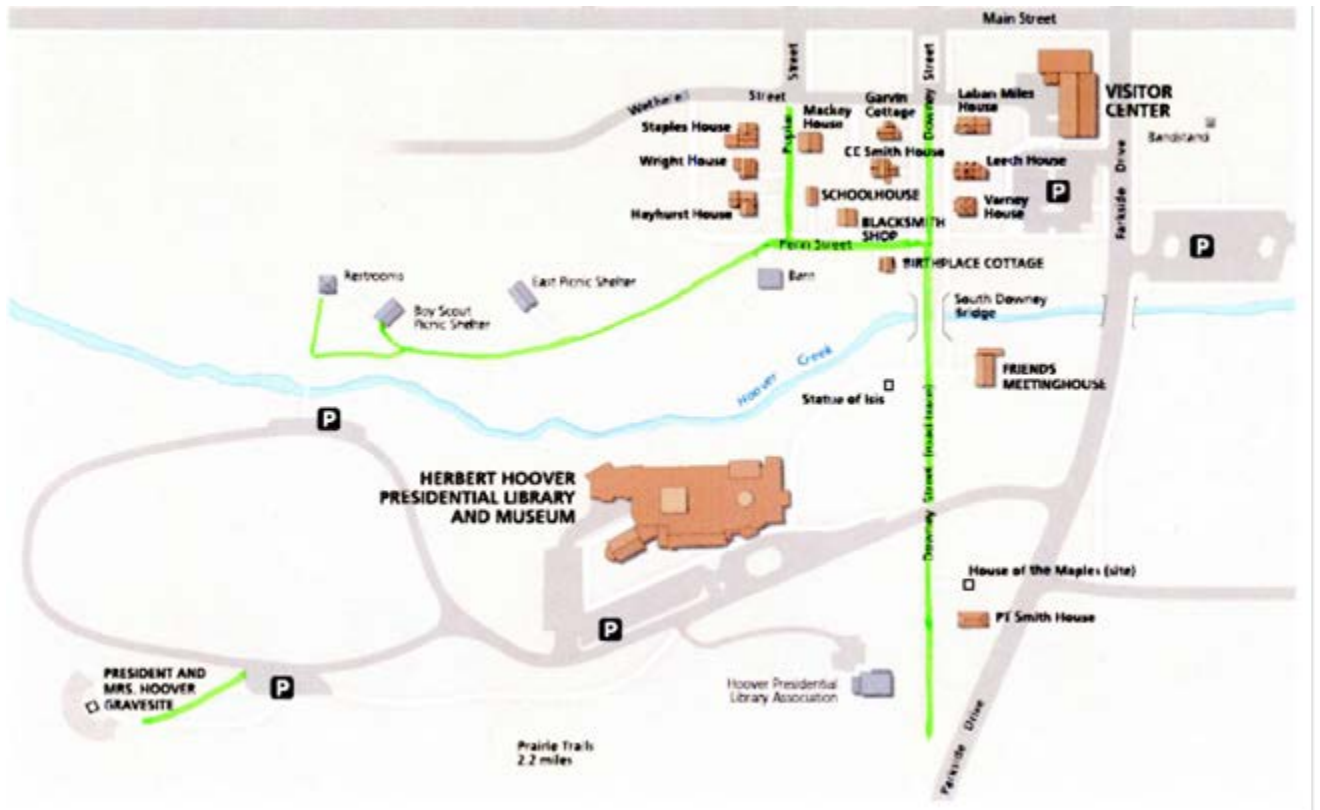 Main Street
Street
Downey Street
VISITOR
CENTER
Laban Miles
House
Garvin
Cottage
Street
Mackey
House
Staples House
Bandstand
CC Smith House
Wright House
Leech House
P
Parkside Drive
SCHOOLHOUSE
Hayhurst House
Varney
House
BLACKSMITH
SHOP
Penn Street
P
BIRTHPLACE COTTAGE
Restrooms
East Picnic Shelter
Barn
Boy Scout
Picnic Shelter
South Downey
Bridge
Hoover Creek
FRIENDS
MEETINGHOUSE
Statue of Isis
P
HERBERT HOOVER
PRESIDENTIAL LIBRARY
AND MUSEUM
Downey Street
House of the Maples (site)
PT Smith House
P
PRESIDENT AND
MRS. HOOVER
GRAVESITE
P
Hoover Presidential
Library Association
Parkside Drive
Prairie Trails
2.2 miles